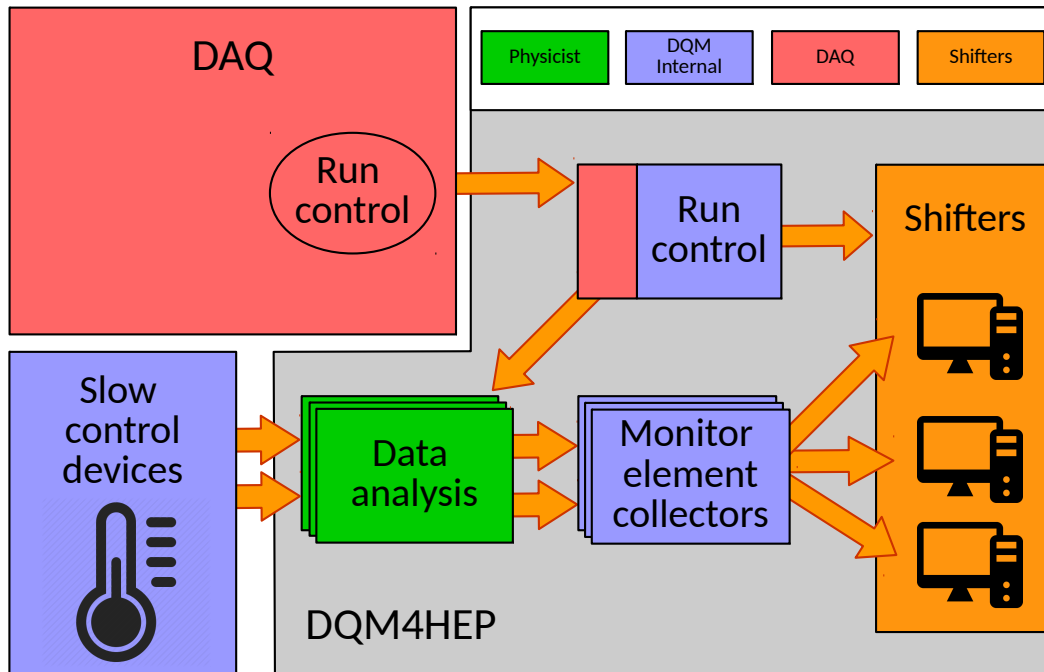 DAQ
Physicist
DQM
Internal
DAQ
Shifters
Run
control
Run
control
Shifters
Slow
control
devices
Data
analysis
Monitor
element
collectors
DQM4HEP